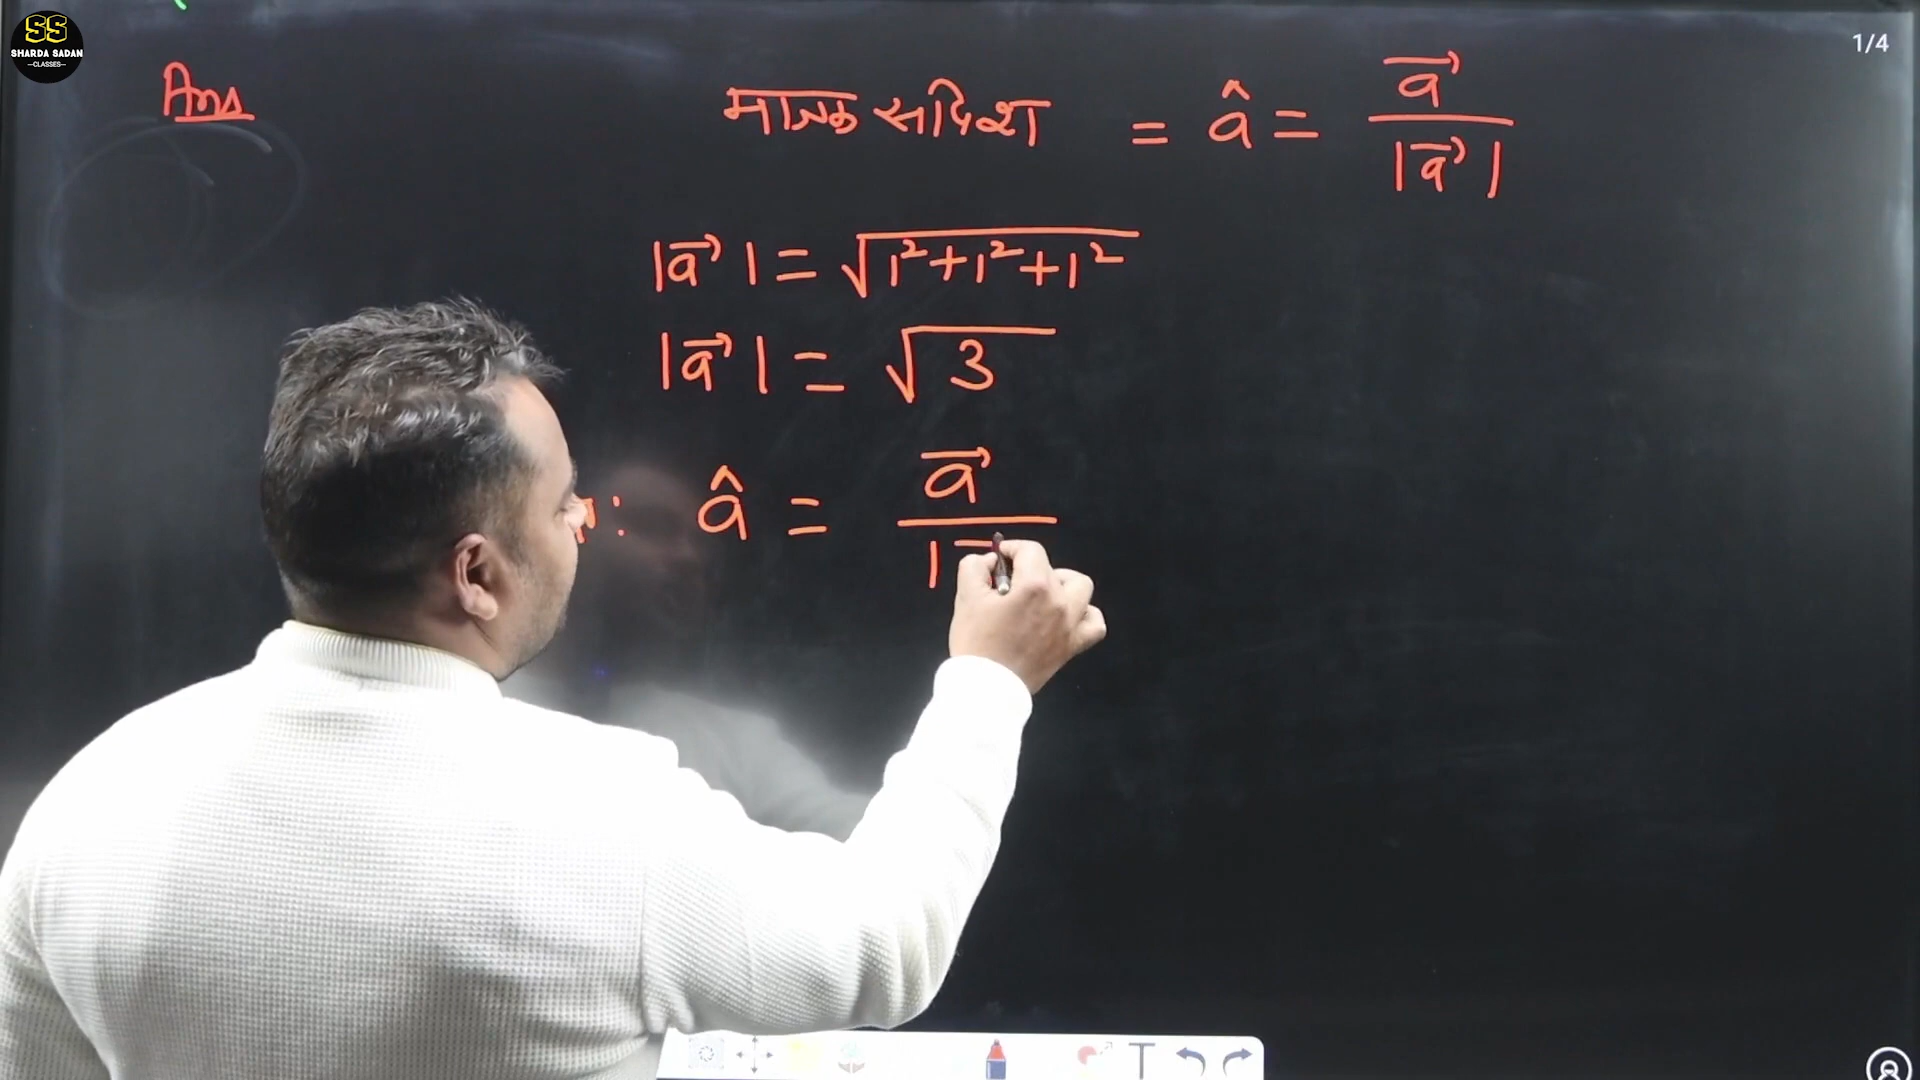 SS
SHARDA SADAN
—CLASSES—
1/4
Ans
मात्रक सदिश = â = a⃗ / |a⃗|
|a⃗| = √1²+1²+1²
|a⃗| = √3
: â = a⃗ / |
T